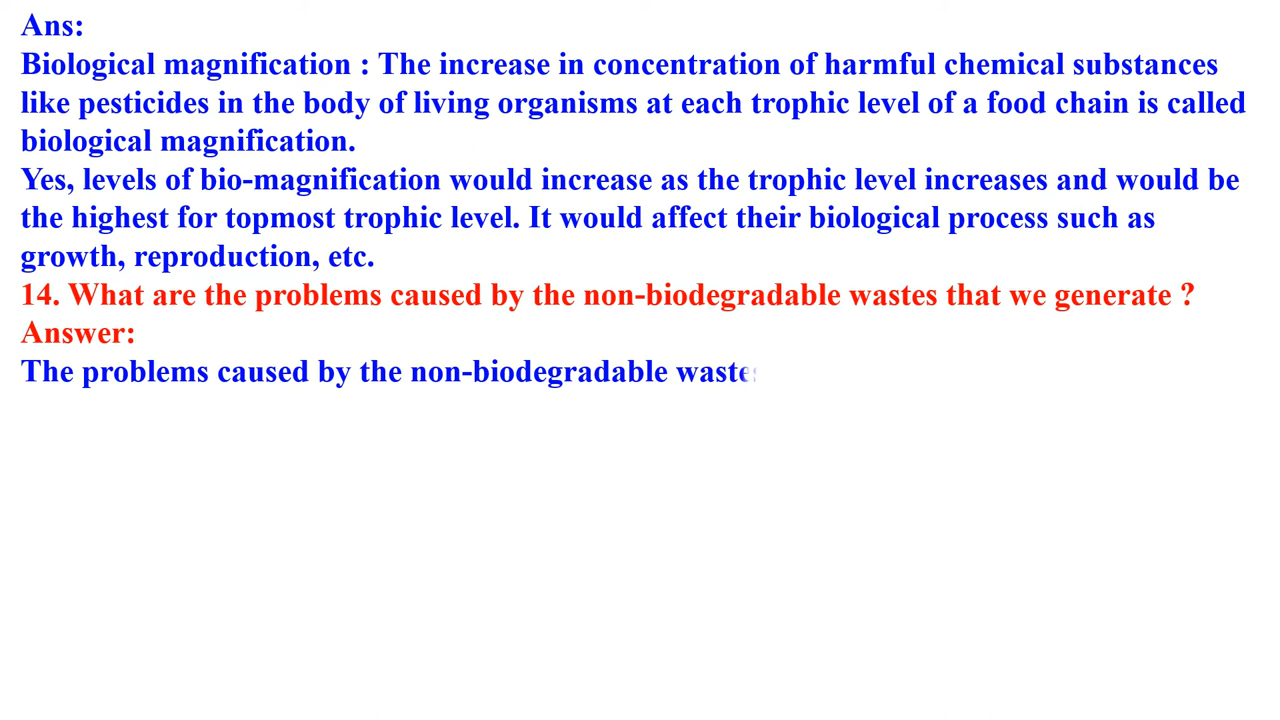 Ans:
Biological magnification : The increase in concentration of harmful chemical substances
like pesticides in the body of living organisms at each trophic level of a food chain is called
biological magnification.
Yes, levels of bio-magnification would increase as the trophic level increases and would be
the highest for topmost trophic level. It would affect their biological process such as
growth, reproduction, etc.
14. What are the problems caused by the non-biodegradable wastes that we generate ?
Answer:
The problems caused by the non-biodegradable wastes